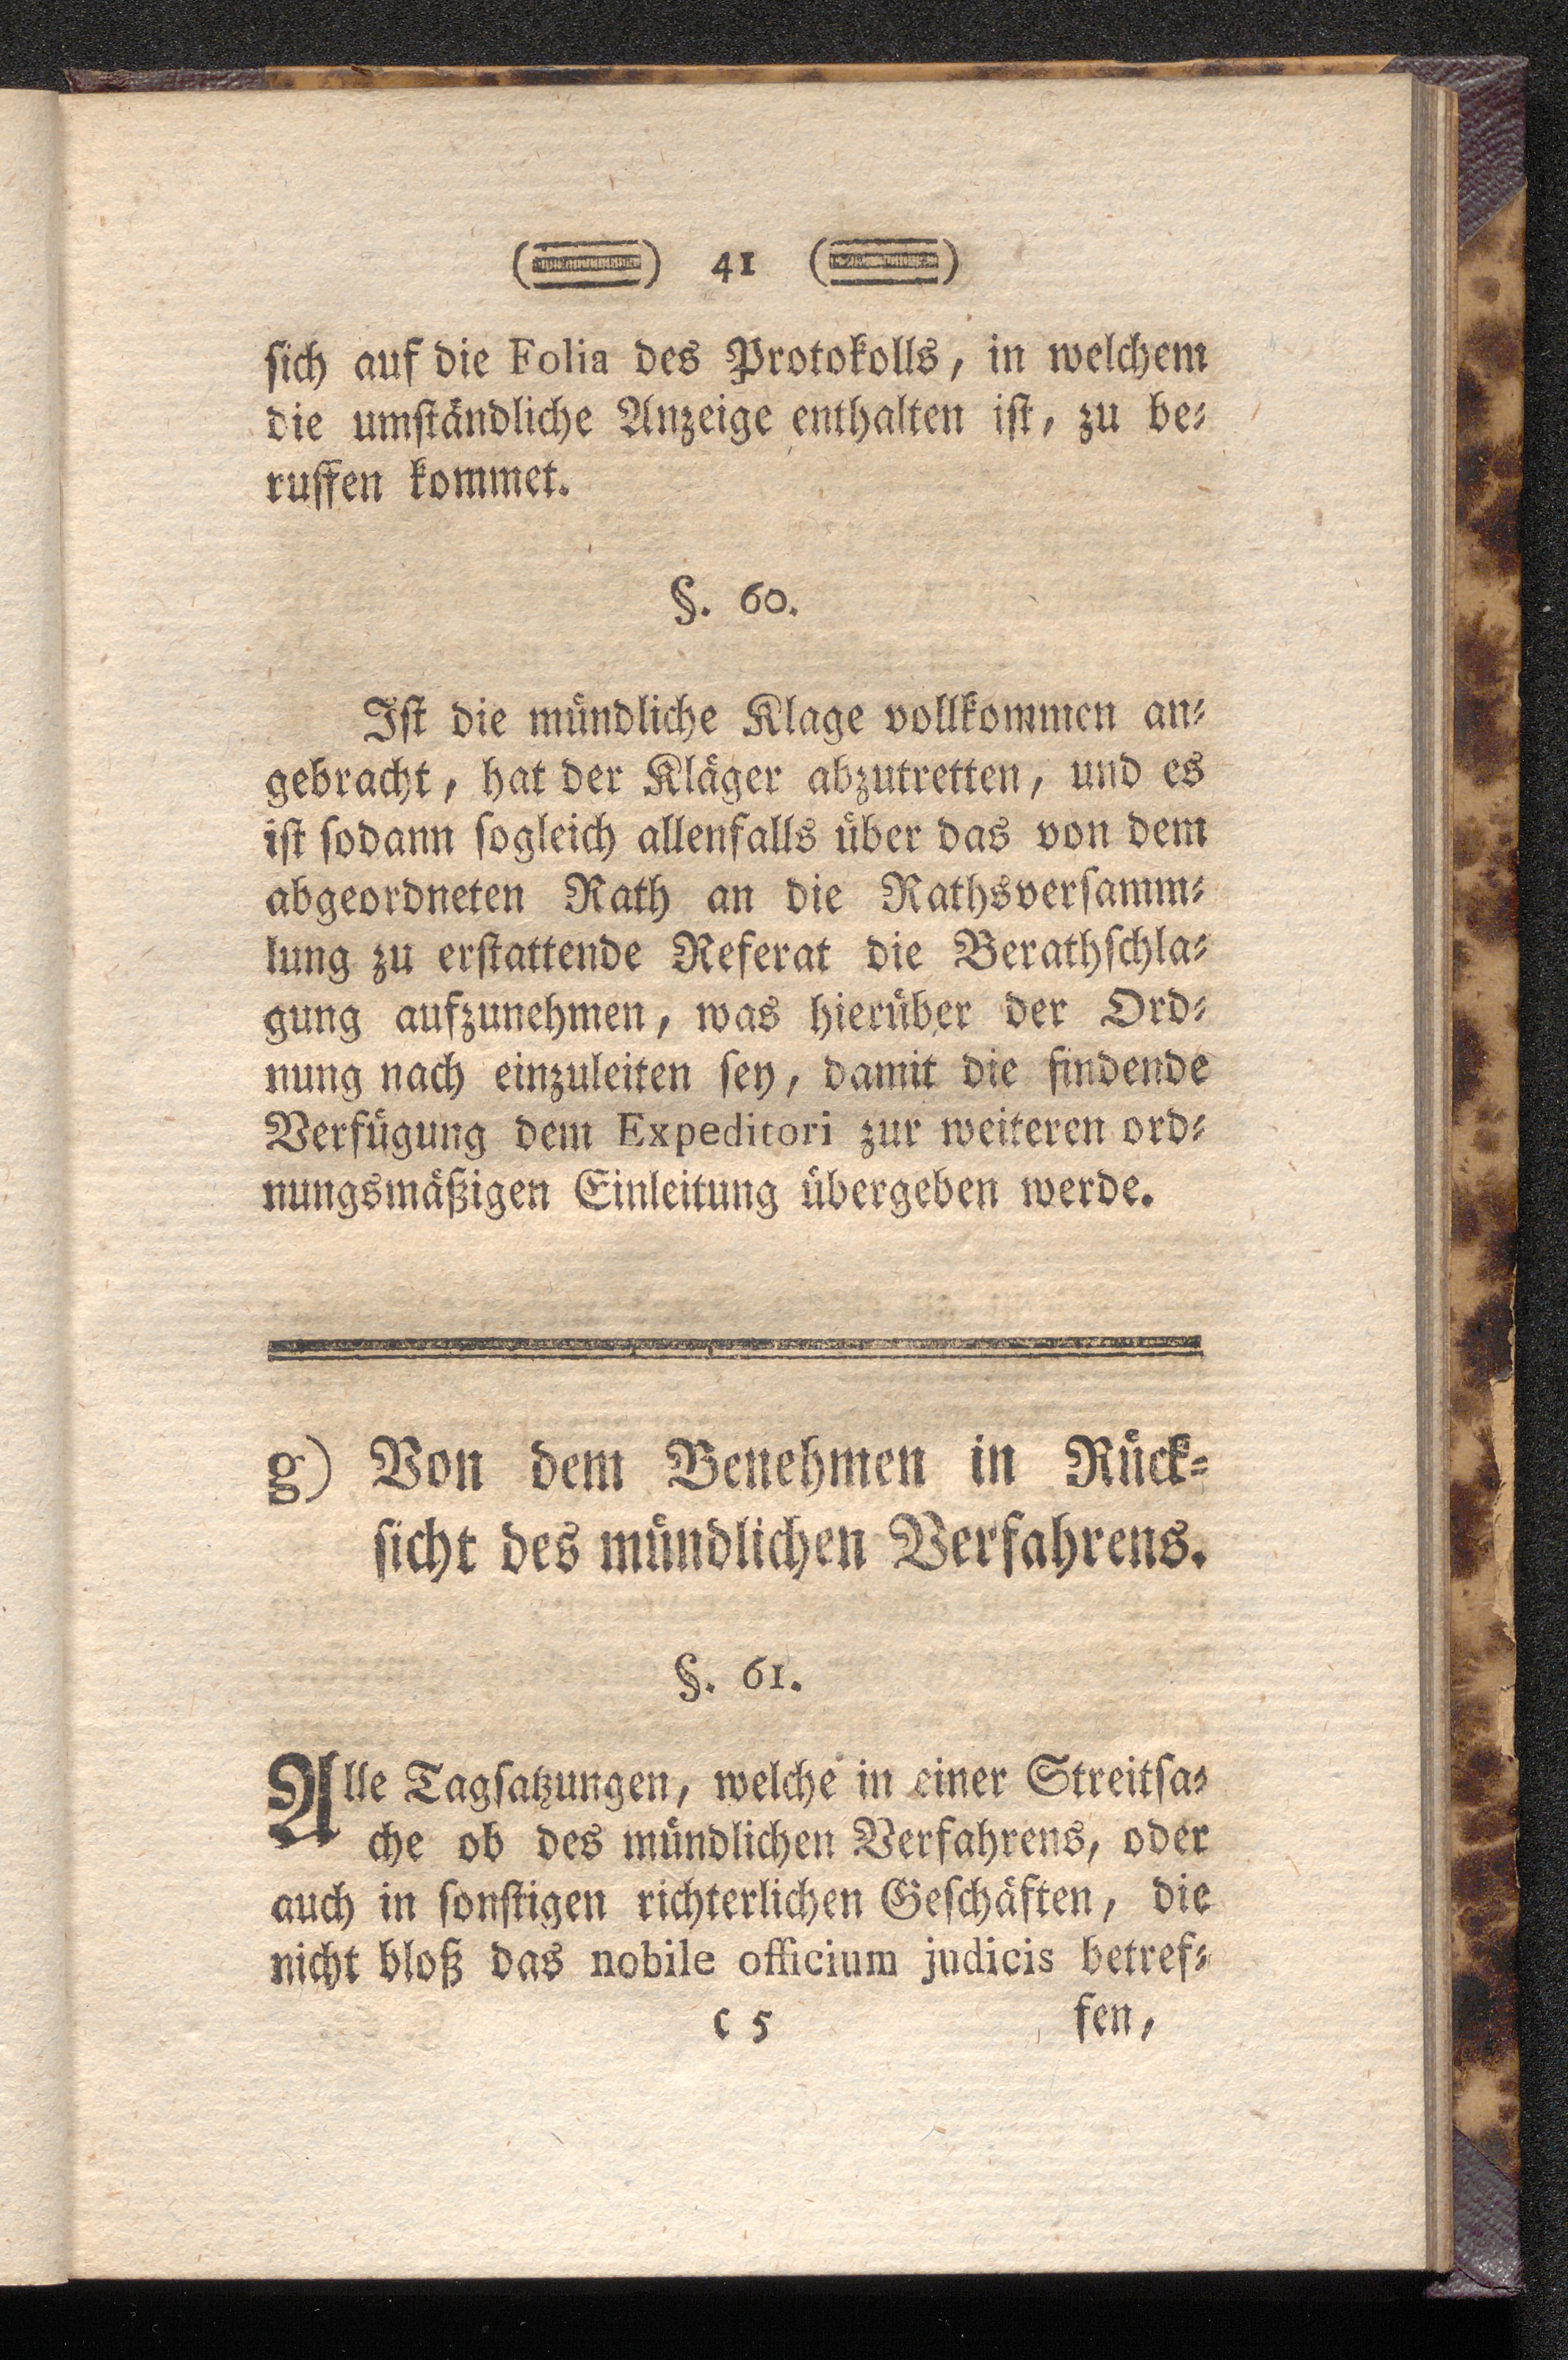 41
sich auf die Folia des Protokolls, in welchem
die umständliche Anzeige enthalten ist, zu be-
ruffen kommet.
§. 60.
Ist die mündliche Klage vollkommen an-
gebracht, hat der Kläger abzutretten, und es
ist sodann sogleich allenfalls über das von dem
abgeordneten Rath an die Rathsversamm-
lung zu erstattende Referat die Berathschla-
gung aufzunehmen, was hierüber der Ord-
nung nach einzuleiten sey, damit die findende
Verfügung dem Expeditori zur weiteren ord-
nungsmäßigen Einleitung übergeben werde.
g) Von dem Benehmen in Rück-
sicht des mündlichen Verfahrens.
§. 61.
Alle Tagsatzungen, welche in einer Streitsa-
che ob des mündlichen Verfahrens, oder
auch in sonstigen richterlichen Geschäften, die
nicht bloß das nobile officium judicis betref-
C 5 fen,